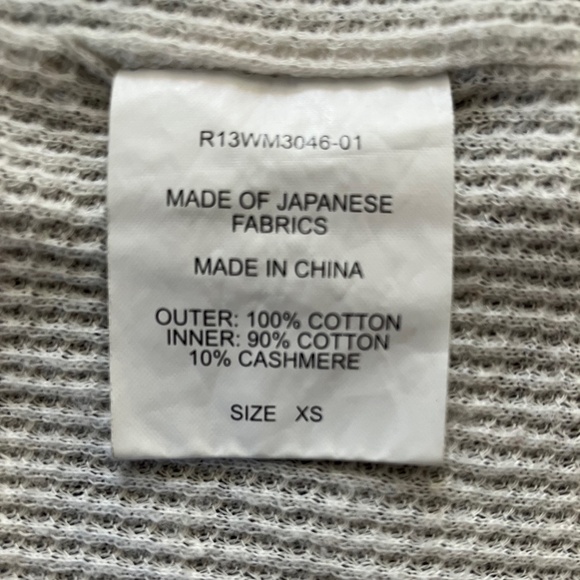 R13WM3046-01
MADE OF JAPANESE
FABRICS
MADE IN CHINA
OUTER: 100% COTTON
INNER: 90% COTTON
10% CASHMERE
SIZE XS